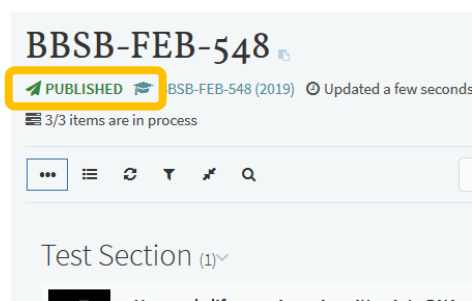 BBSB-FEB-548
PUBLISHED BSB-FEB-548 (2019) Updated a few seconds
3/3 items are in process
Test Section (1)